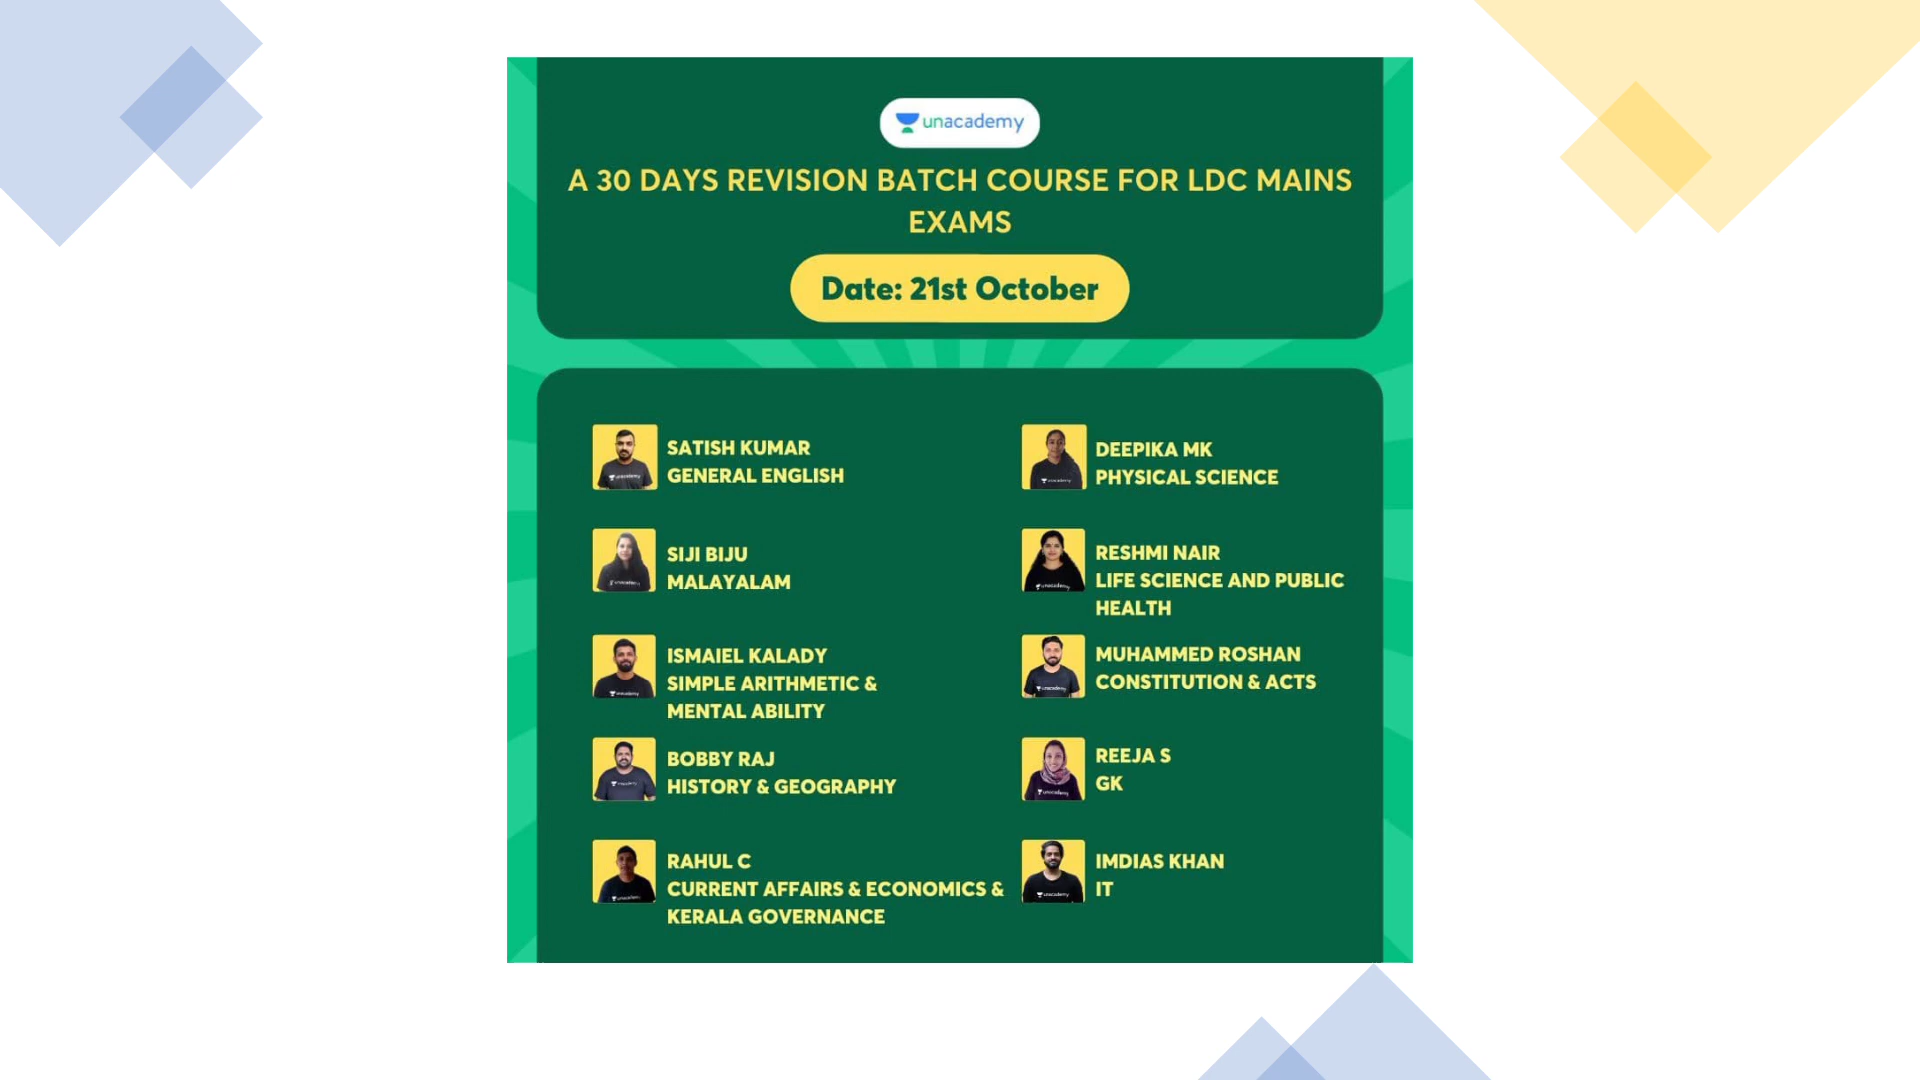 unacademy
A 30 DAYS REVISION BATCH COURSE FOR LDC MAINS
EXAMS
Date: 21st October
SATISH KUMAR
GENERAL ENGLISH
SIJI BIJU
MALAYALAM
ISMAIEL KALADY
SIMPLE ARITHMETIC &
MENTAL ABILITY
BOBBY RAJ
HISTORY & GEOGRAPHY
RAHUL C
CURRENT AFFAIRS & ECONOMICS &
KERALA GOVERNANCE
DEEPIKA MK
PHYSICAL SCIENCE
RESHMI NAIR
LIFE SCIENCE AND PUBLIC
HEALTH
MUHAMMED ROSHAN
CONSTITUTION & ACTS
REEJA S
GK
IMDIAS KHAN
IT